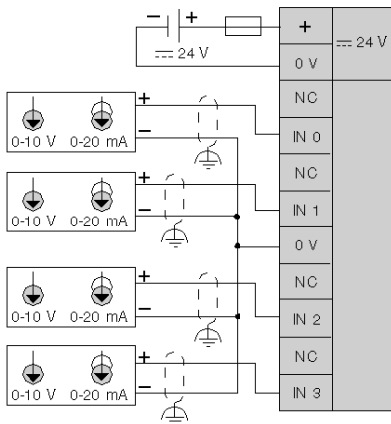 − + +
⎓ 24 V ⎓ 24 V
0 V
NC
+
− IN 0
0-10 V 0-20 mA
NC
+
− IN 1
0-10 V 0-20 mA
0 V
NC
+
− IN 2
0-10 V 0-20 mA
NC
+
− IN 3
0-10 V 0-20 mA